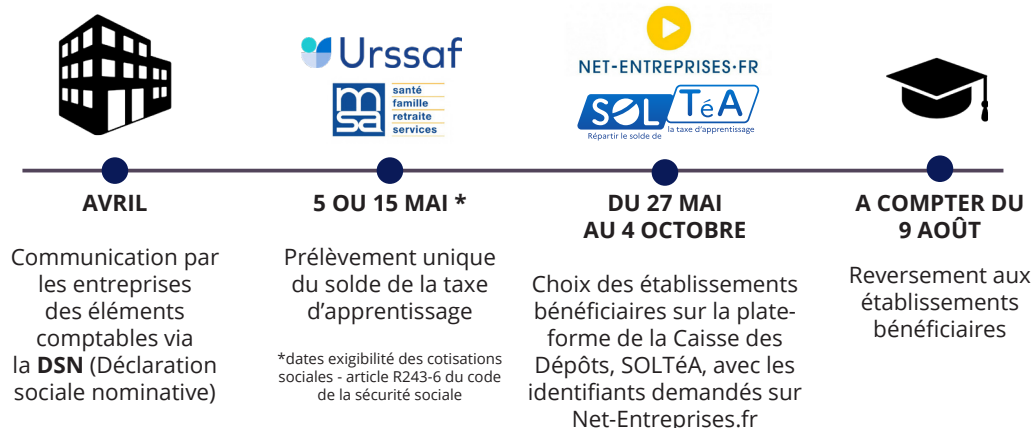 Urssaf
msa
santé
famille
retraite
services
NET-ENTREPRISES·FR
SOLTéA
Répartir le solde de la taxe d'apprentissage
AVRIL
Communication par
les entreprises
des éléments
comptables via
la DSN (Déclaration
sociale nominative)
5 OU 15 MAI *
Prélèvement unique
du solde de la taxe
d’apprentissage
*dates exigibilité des cotisations
sociales - article R243-6 du code
de la sécurité sociale
DU 27 MAI
AU 4 OCTOBRE
Choix des établissements
bénéficiaires sur la plate-
forme de la Caisse des
Dépôts, SOLTéA, avec les
identifiants demandés sur
Net-Entreprises.fr
A COMPTER DU
9 AOÛT
Reversement aux
établissements
bénéficiaires